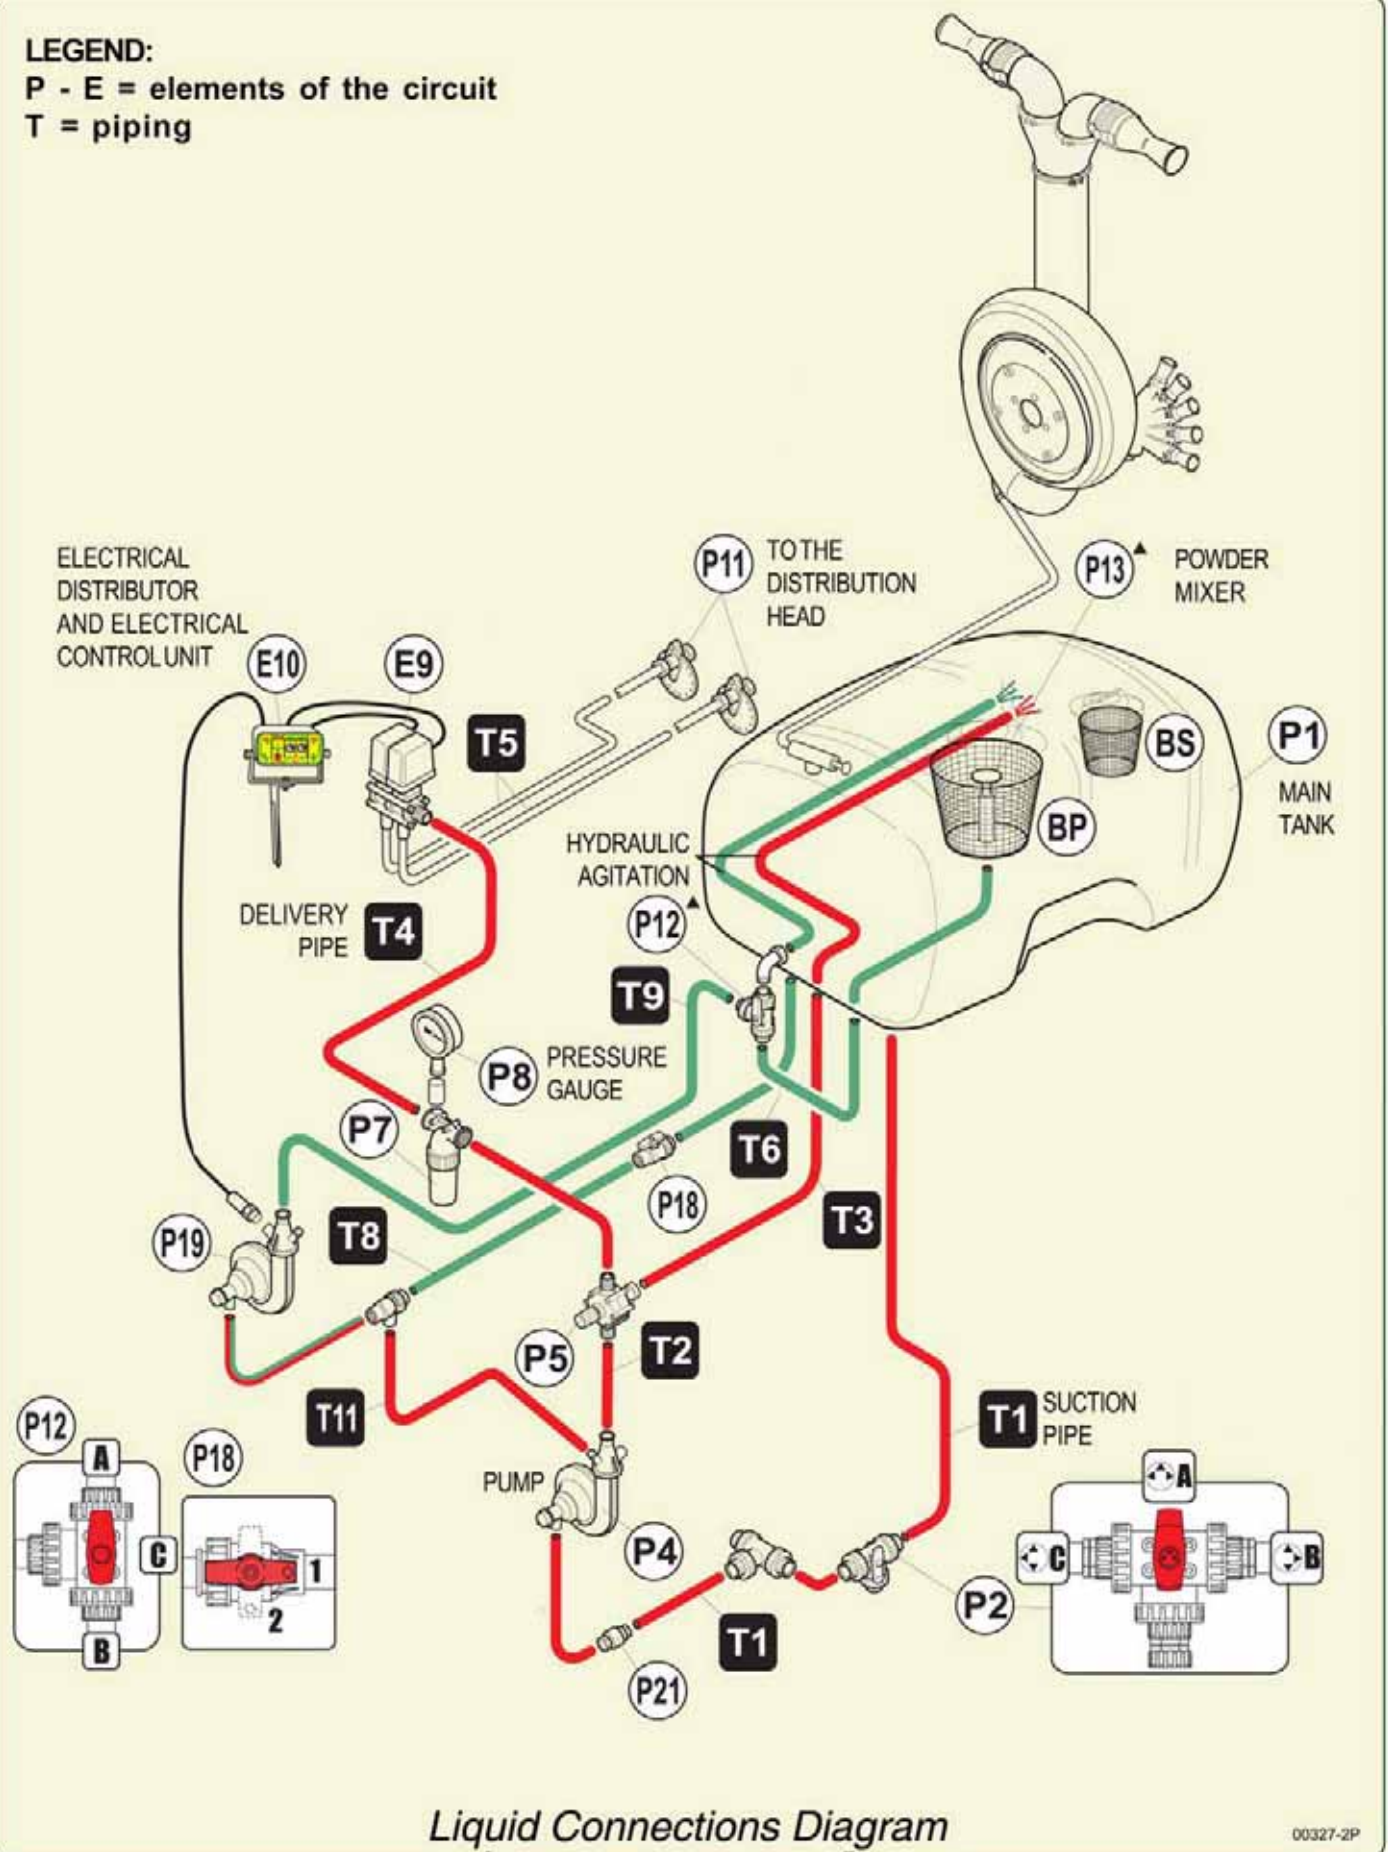 LEGEND:
P - E = elements of the circuit
T = piping
P11
TO THE
DISTRIBUTION
HEAD
P13
POWDER
MIXER
ELECTRICAL
DISTRIBUTOR
AND ELECTRICAL
CONTROL UNIT
E10
E9
T5
BS
P1
MAIN
TANK
BP
HYDRAULIC
AGITATION
DELIVERY
PIPE
T4
P12
T9
P8
PRESSURE
GAUGE
P7
T6
P18
T3
P19
T8
P5
T2
T11
T1
SUCTION
PIPE
P12
A
C
B
P18
1
2
PUMP
P4
T1
P21
P2
A
C
B
Liquid Connections Diagram
00327-2P